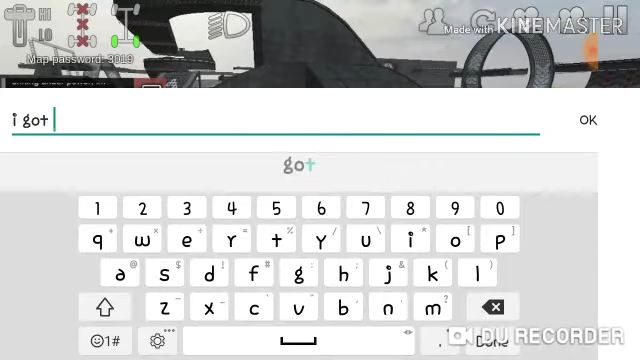 HI
LO
Made with KINEMASTER
Map password: 3019
i got
OK
got
1 2 3 4 5 6 7 8 9 0
q w e r t y u i o p
+ × ÷ = % / \ * [ ]
a s d f g h j k l
@ $ ! # : ; & ( )
z x c v b n m
☺1#
. Done
DU RECORDER